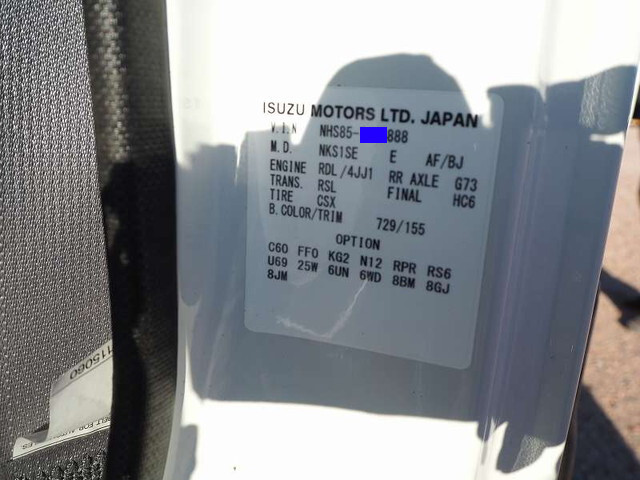 ISUZU MOTORS LTD. JAPAN
V.I.N NHS85- 888
M.D. NKS1SE E AF/BJ
ENGINE RDL/4JJ1 RR AXLE G73
TRANS. RSL FINAL HC6
TIRE CSX
B.COLOR/TRIM 729/155
OPTION
C60 FF0 KG2 N12 RPR RS6
U69 25W 6UN 6WD 8BM 8GJ
8JM
115060